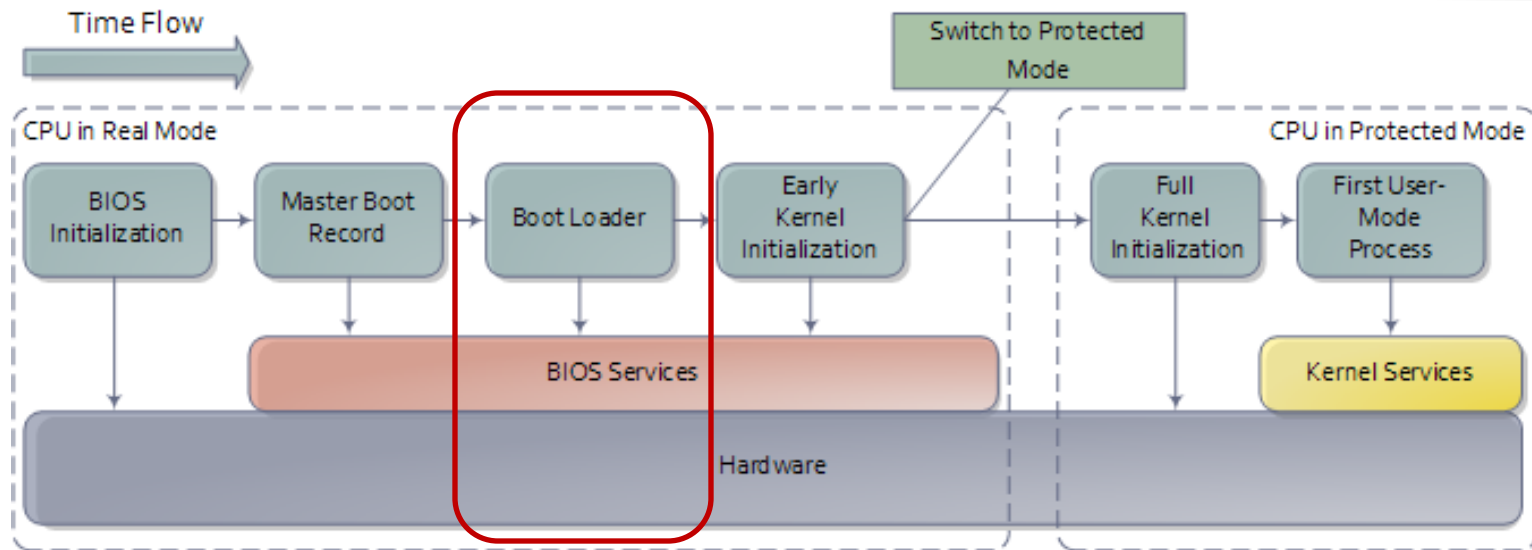 Time Flow
Switch to Protected
Mode
CPU in Real Mode
CPU in Protected Mode
BIOS
Initialization
Master Boot
Record
Boot Loader
Early
Kernel
Initialization
Full
Kernel
Initialization
First User-
Mode
Process
BIOS Services
Kernel Services
Hardware